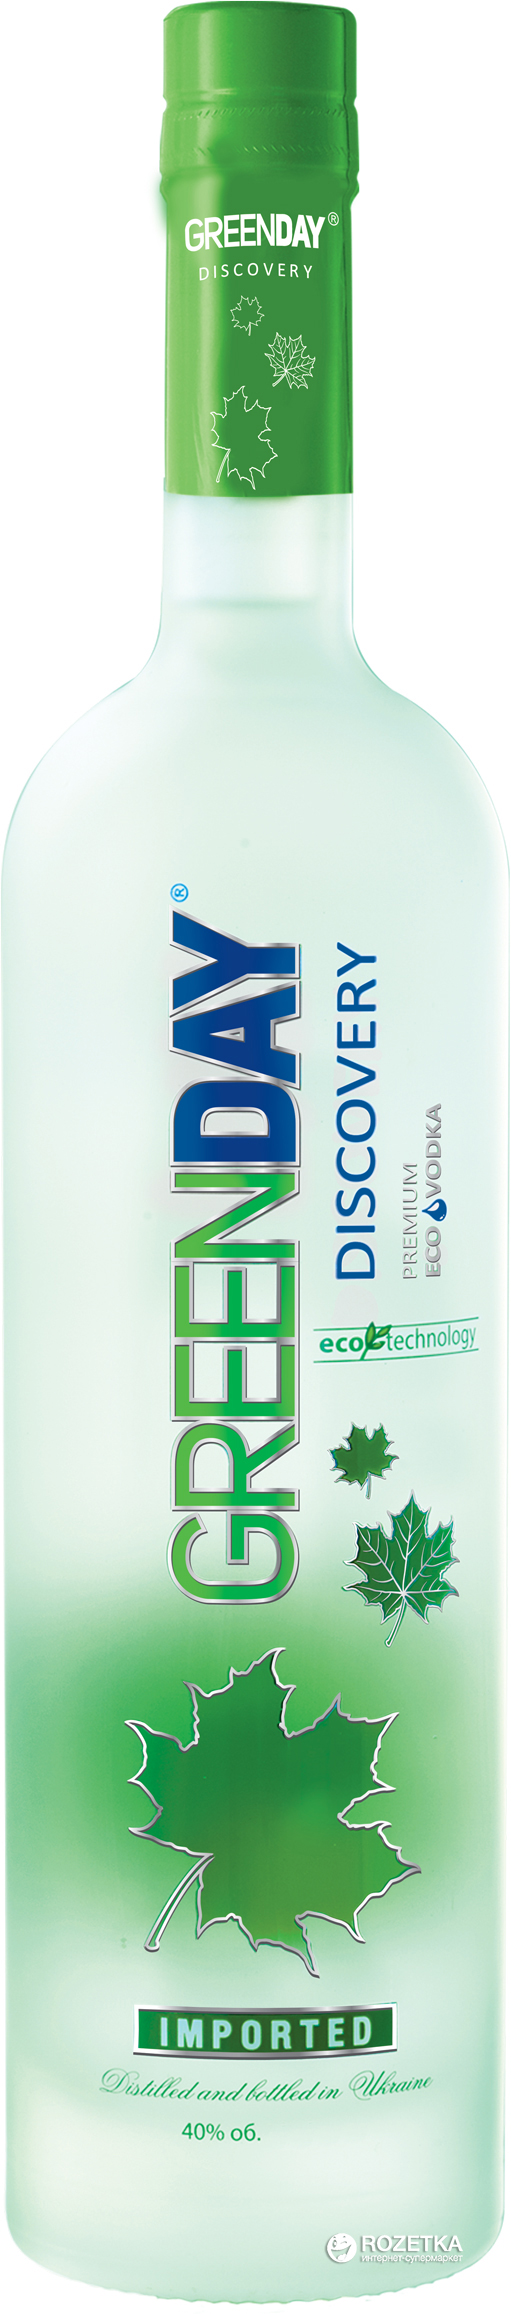 GREENDAY®
DISCOVERY
GREENDAY®
DISCOVERY
PREMIUM
ECO VODKA
eco technology
IMPORTED
Distilled and bottled in Ukraine
40% об.
ROZETKA
интернет-супермаркет